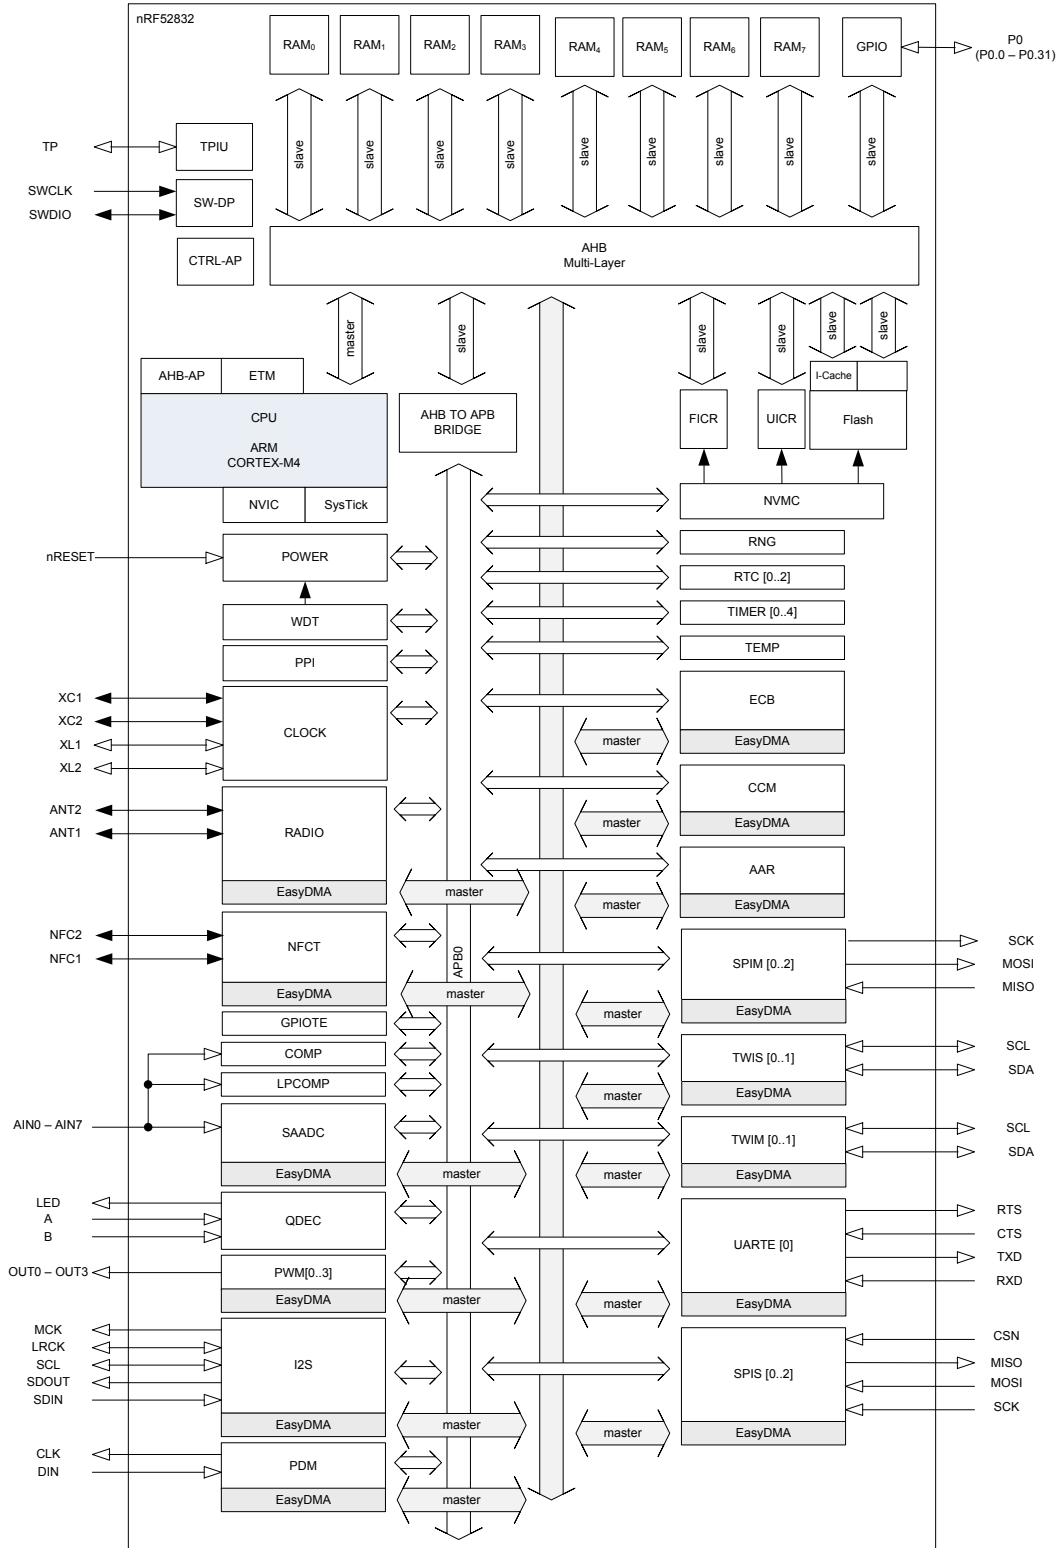 nRF52832
RAM₀ RAM₁ RAM₂ RAM₃ RAM₄ RAM₅ RAM₆ RAM₇ GPIO
P0
(P0.0 – P0.31)
slave slave slave slave slave slave slave slave slave
TP
TPIU
SWCLK
SWDIO
SW-DP
CTRL-AP
AHB
Multi-Layer
master slave slave slave slave slave
AHB-AP ETM
CPU
ARM
CORTEX-M4
NVIC SysTick
AHB TO APB
BRIDGE
FICR
UICR
I-Cache
Flash
NVMC
nRESET
POWER
RNG
RTC [0..2]
WDT
TIMER [0..4]
PPI
TEMP
XC1
XC2
XL1
XL2
CLOCK
ECB
master
EasyDMA
ANT2
ANT1
RADIO
EasyDMA
master
CCM
master
EasyDMA
AAR
master
EasyDMA
NFC2
NFC1
NFCT
EasyDMA
master
APB0
SPIM [0..2]
master
EasyDMA
SCK
MOSI
MISO
GPIOTE
COMP
LPCOMP
TWIS [0..1]
master
EasyDMA
SCL
SDA
AIN0 – AIN7
SAADC
EasyDMA
master
TWIM [0..1]
master
EasyDMA
SCL
SDA
LED
A
B
QDEC
UARTE [0]
master
EasyDMA
RTS
CTS
TXD
RXD
OUT0 – OUT3
PWM[0..3]
EasyDMA
master
MCK
LRCK
SCL
SDOUT
SDIN
I2S
EasyDMA
master
SPIS [0..2]
master
EasyDMA
CSN
MISO
MOSI
SCK
CLK
DIN
PDM
EasyDMA
master